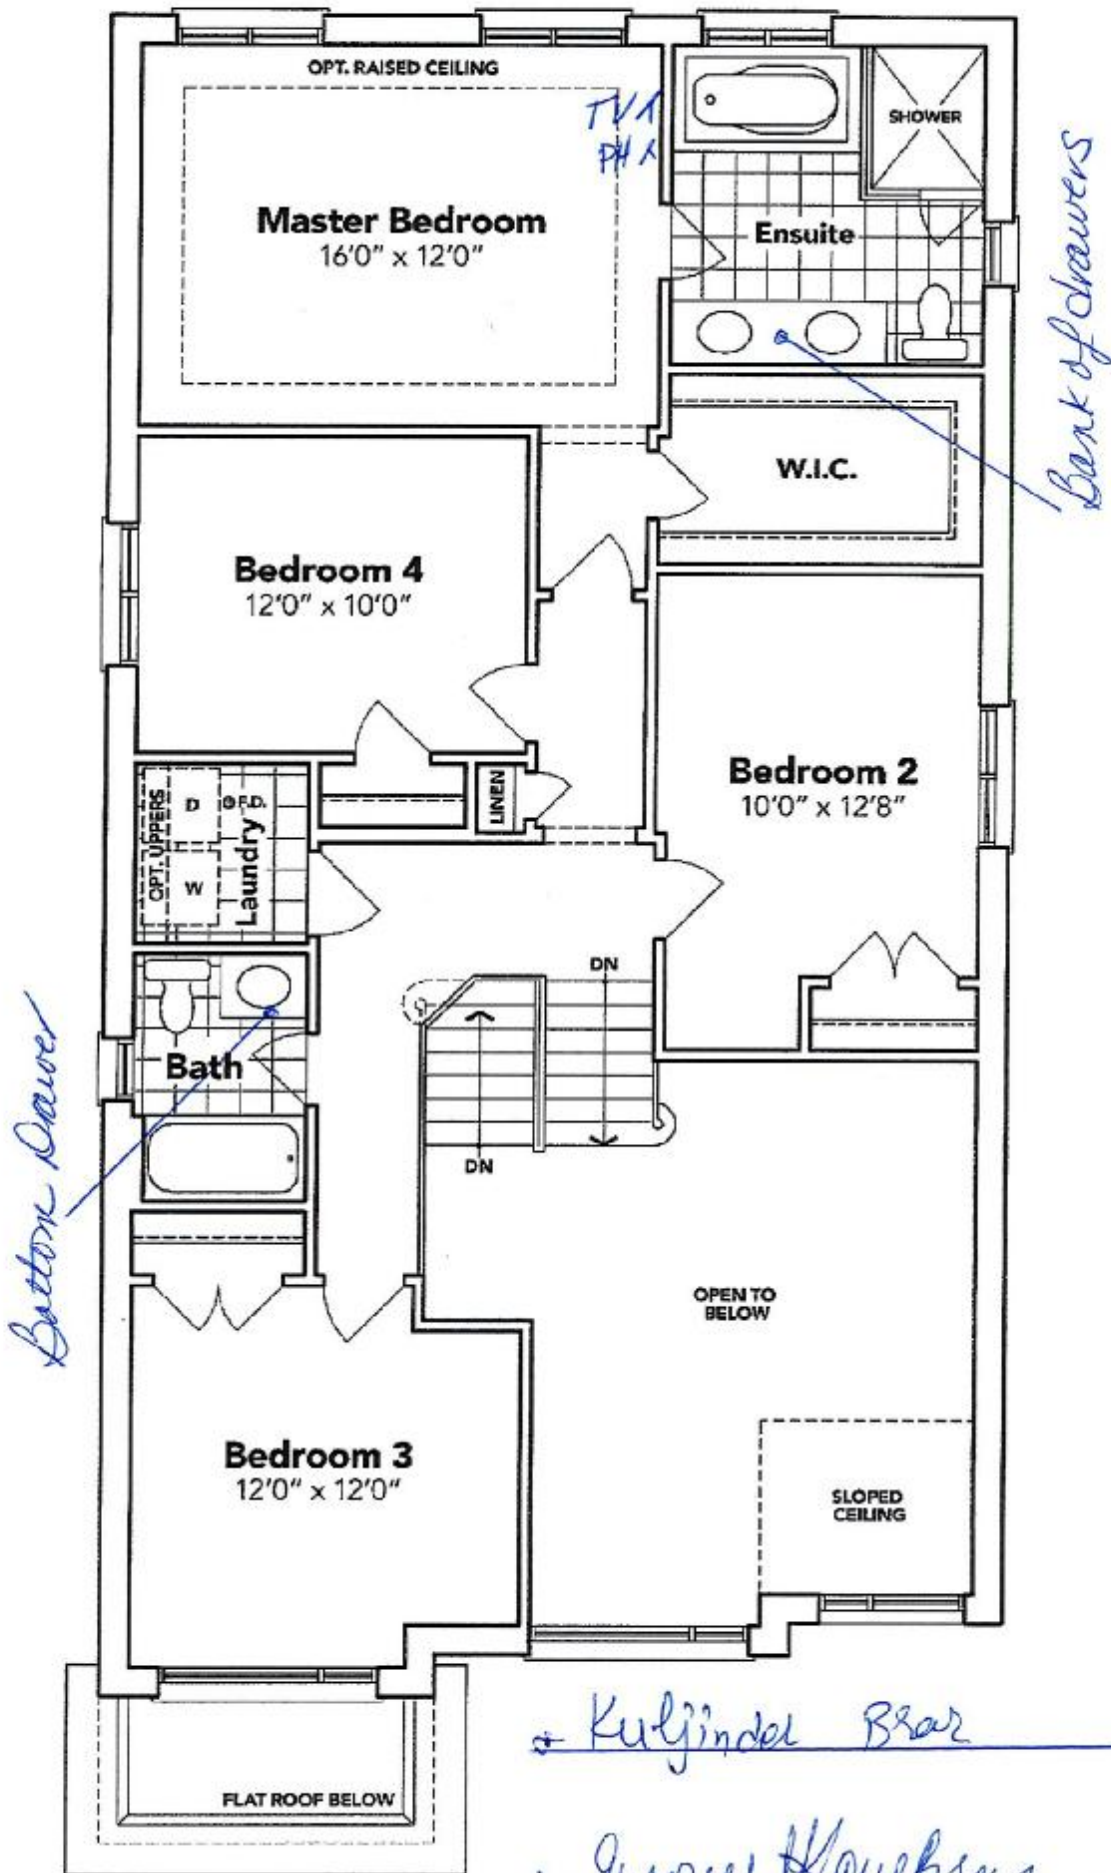 OPT. RAISED CEILING
TV
PH
SHOWER
Master Bedroom
16'0" x 12'0"
Ensuite
Bank of drawers
W.I.C.
Bedroom 4
12'0" x 10'0"
Bedroom 2
10'0" x 12'8"
LINEN
OPT. UPPERS
D
F.D.
W
Laundry
DN
Bath
DN
Bottom Drawer
OPEN TO
BELOW
Bedroom 3
12'0" x 12'0"
SLOPED
CEILING
Kuljinder Brar
FLAT ROOF BELOW